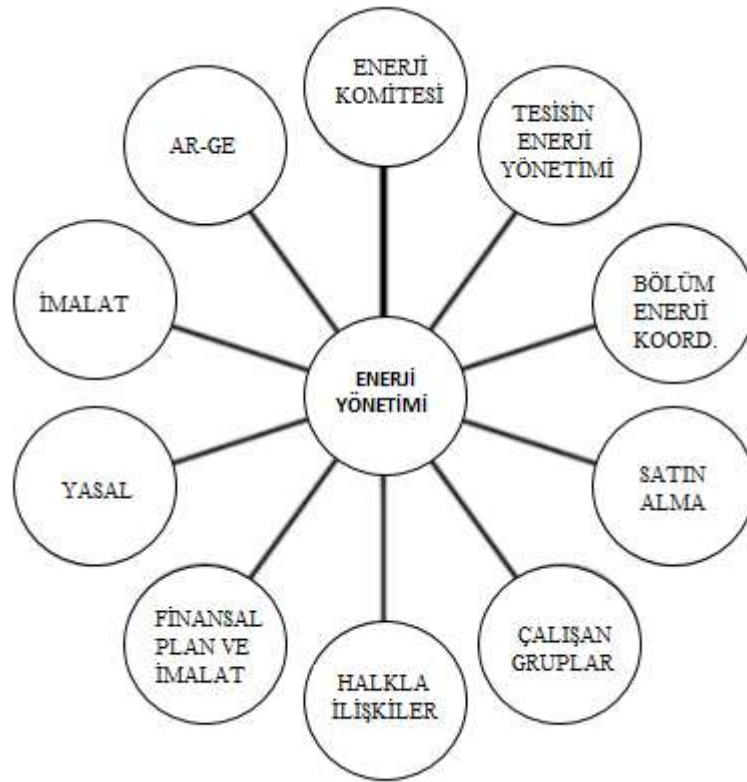 ENERJİ
KOMİTESİ
TESİSİN
ENERJİ
YÖNETİMİ
BÖLÜM
ENERJİ
KOORD.
SATIN
ALMA
ÇALIŞAN
GRUPLAR
HALKLA
İLİŞKİLER
FİNANSAL
PLAN VE
İMALAT
YASAL
İMALAT
AR-GE
ENERJİ
YÖNETİMİ